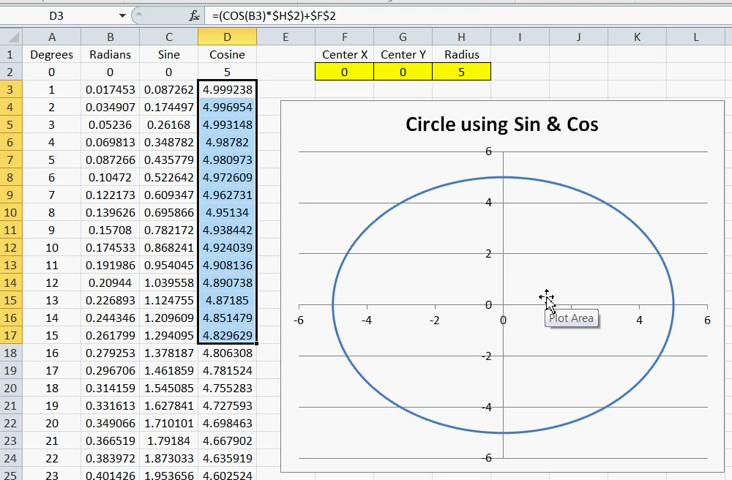 D3 fx =(COS(B3)*$H$2)+$F$2
A B C D E F G H I J K L
1 Degrees Radians Sine Cosine Center X Center Y Radius
2 0 0 0 5 0 0 5
3 1 0.017453 0.087262 4.999238
4 2 0.034907 0.174497 4.996954
5 3 0.05236 0.26168 4.993148
6 4 0.069813 0.348782 4.98782
7 5 0.087266 0.435779 4.980973
8 6 0.10472 0.522642 4.972609
9 7 0.122173 0.609347 4.962731
10 8 0.139626 0.695866 4.95134
11 9 0.15708 0.782172 4.938442
12 10 0.174533 0.868241 4.924039
13 11 0.191986 0.954045 4.908136
14 12 0.20944 1.039558 4.890738
15 13 0.226893 1.124755 4.87185
16 14 0.244346 1.209609 4.851479
17 15 0.261799 1.294095 4.829629
18 16 0.279253 1.378187 4.806308
19 17 0.296706 1.461859 4.781524
20 18 0.314159 1.545085 4.755283
21 19 0.331613 1.627841 4.727593
22 20 0.349066 1.710101 4.698463
23 21 0.366519 1.79184 4.667902
24 22 0.383972 1.873033 4.635919
25 23 0.401426 1.953656 4.602524
Circle using Sin & Cos
6
4
2
0
-6 -4 -2 0 2 4 6
Plot Area
-2
-4
-6